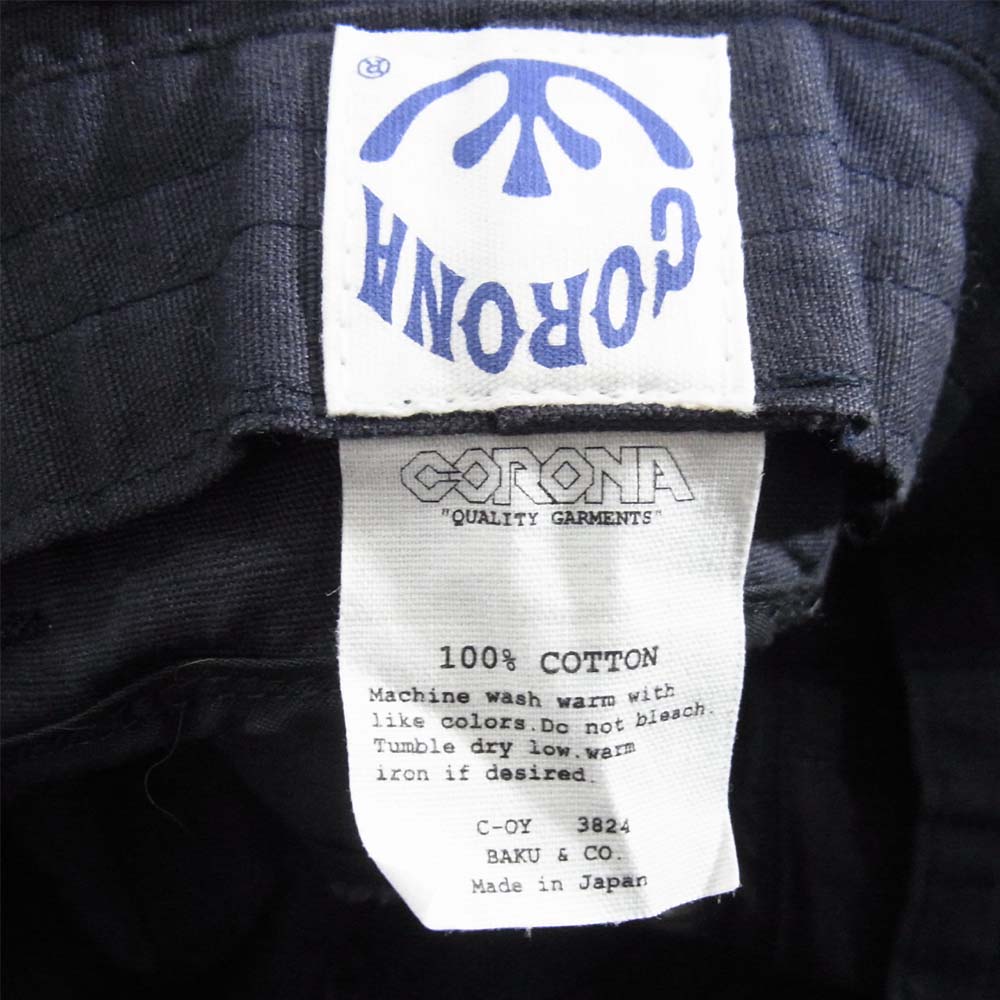 ®
CORONA
CORONA
"QUALITY GARMENTS"
100% COTTON
Machine wash warm with
like colors.Do not bleach.
Tumble dry low.warm
iron if desired.
C-OY 3824
BAKU & CO.
Made in Japan